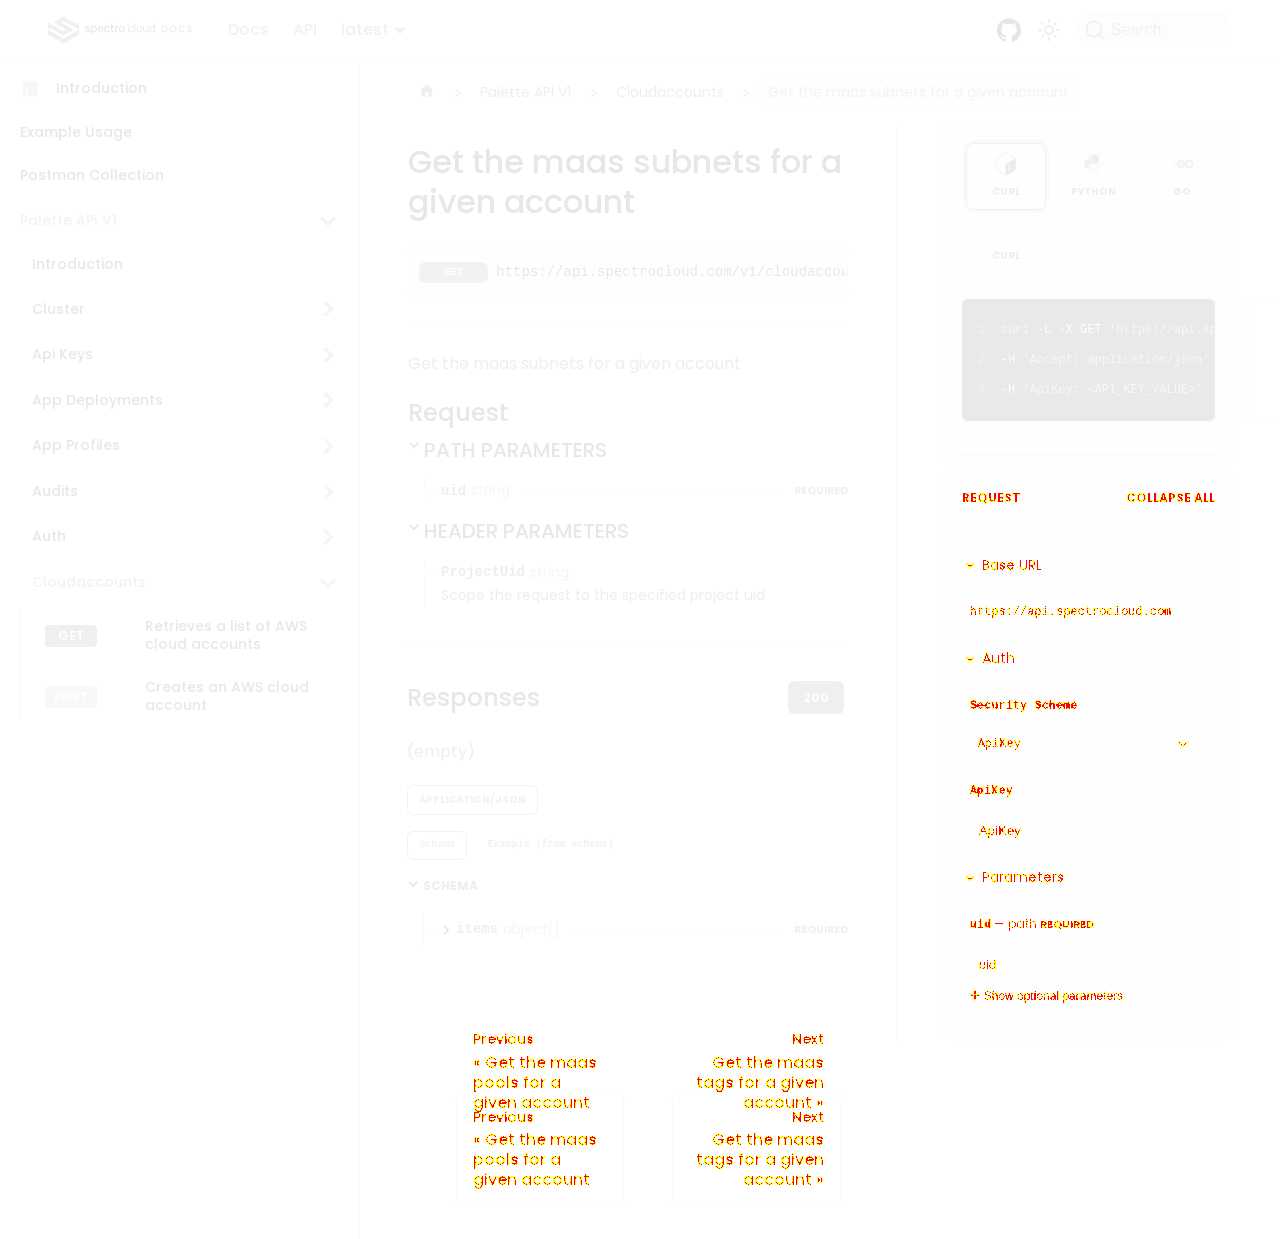 spectro cloud DOCS
Docs API latest
Search
Introduction
Example Usage
Postman Collection
Palette API V1
Introduction
Cluster
Api Keys
App Deployments
App Profiles
Audits
Auth
Cloudaccounts
GET Retrieves a list of AWS
cloud accounts
POST Creates an AWS cloud
account
Palette API V1 Cloudaccounts Get the maas subnets for a given account
Get the maas subnets for a
given account
GET https://api.spectrocloud.com/v1/cloudaccou
Get the maas subnets for a given account
Request
PATH PARAMETERS
uid string REQUIRED
HEADER PARAMETERS
ProjectUid string
Scope the request to the specified project uid
Responses 200
(empty)
APPLICATION/JSON
Schema Example (from schema)
SCHEMA
items object[] REQUIRED
Previous
« Get the maas
pools for a
given account
Next
Get the maas
tags for a given
account »
Previous
« Get the maas
pools for a
given account
Next
Get the maas
tags for a given
account »
CURL PYTHON GO
CURL
1 curl -L -X GET 'https://api.sp
2 -H 'Accept: application/json'
3 -H 'ApiKey: <API_KEY_VALUE>'
REQUEST COLLAPSE ALL
Base URL
https://api.spectrocloud.com
Auth
Security Scheme
ApiKey
ApiKey
ApiKey
Parameters
uid — path REQUIRED
uid
Show optional parameters